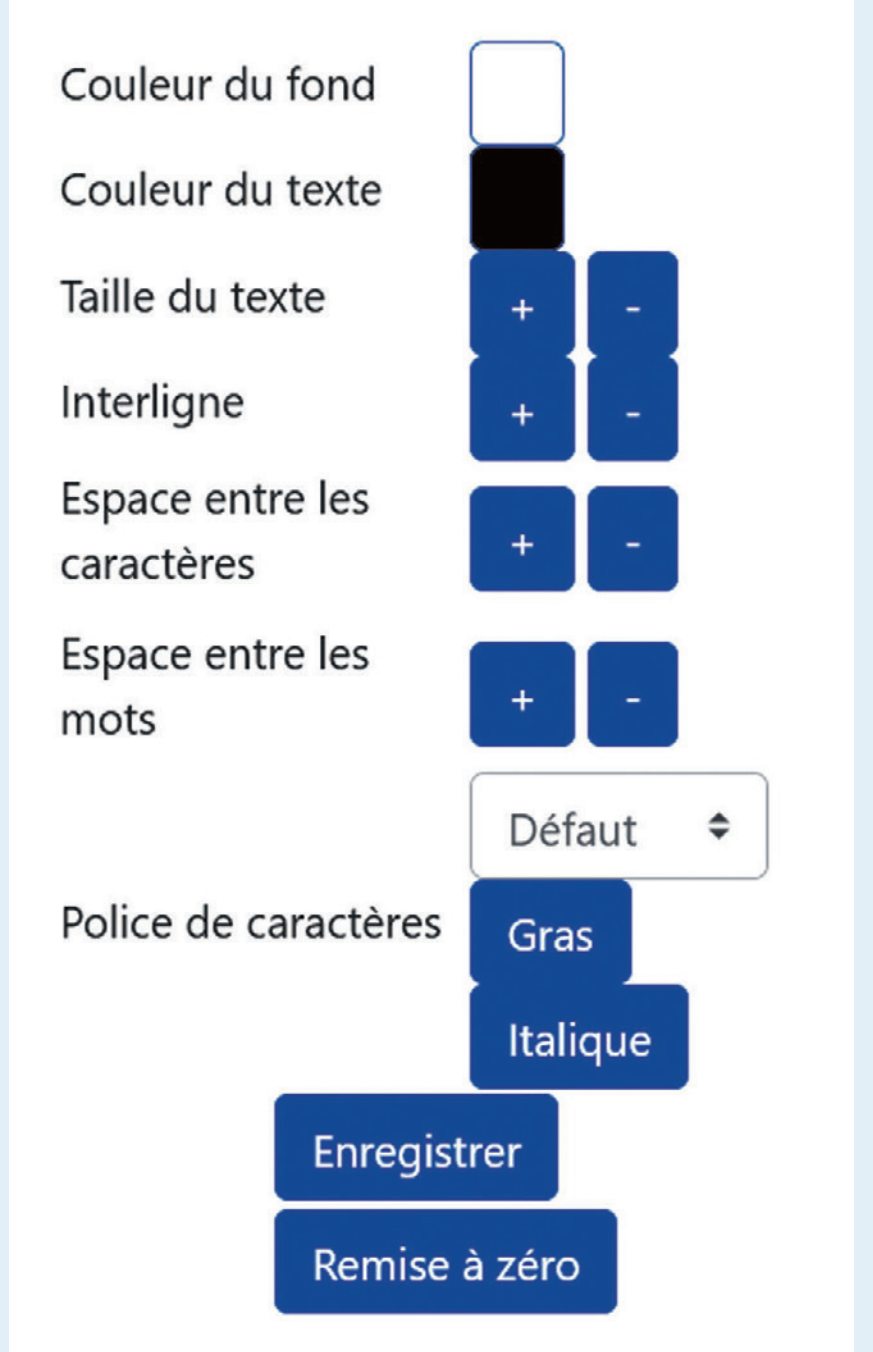 Couleur du fond
Couleur du texte
Taille du texte + -
Interligne + -
Espace entre les
caractères + -
Espace entre les
mots + -
Défaut
Police de caractères Gras
Italique
Enregistrer
Remise à zéro